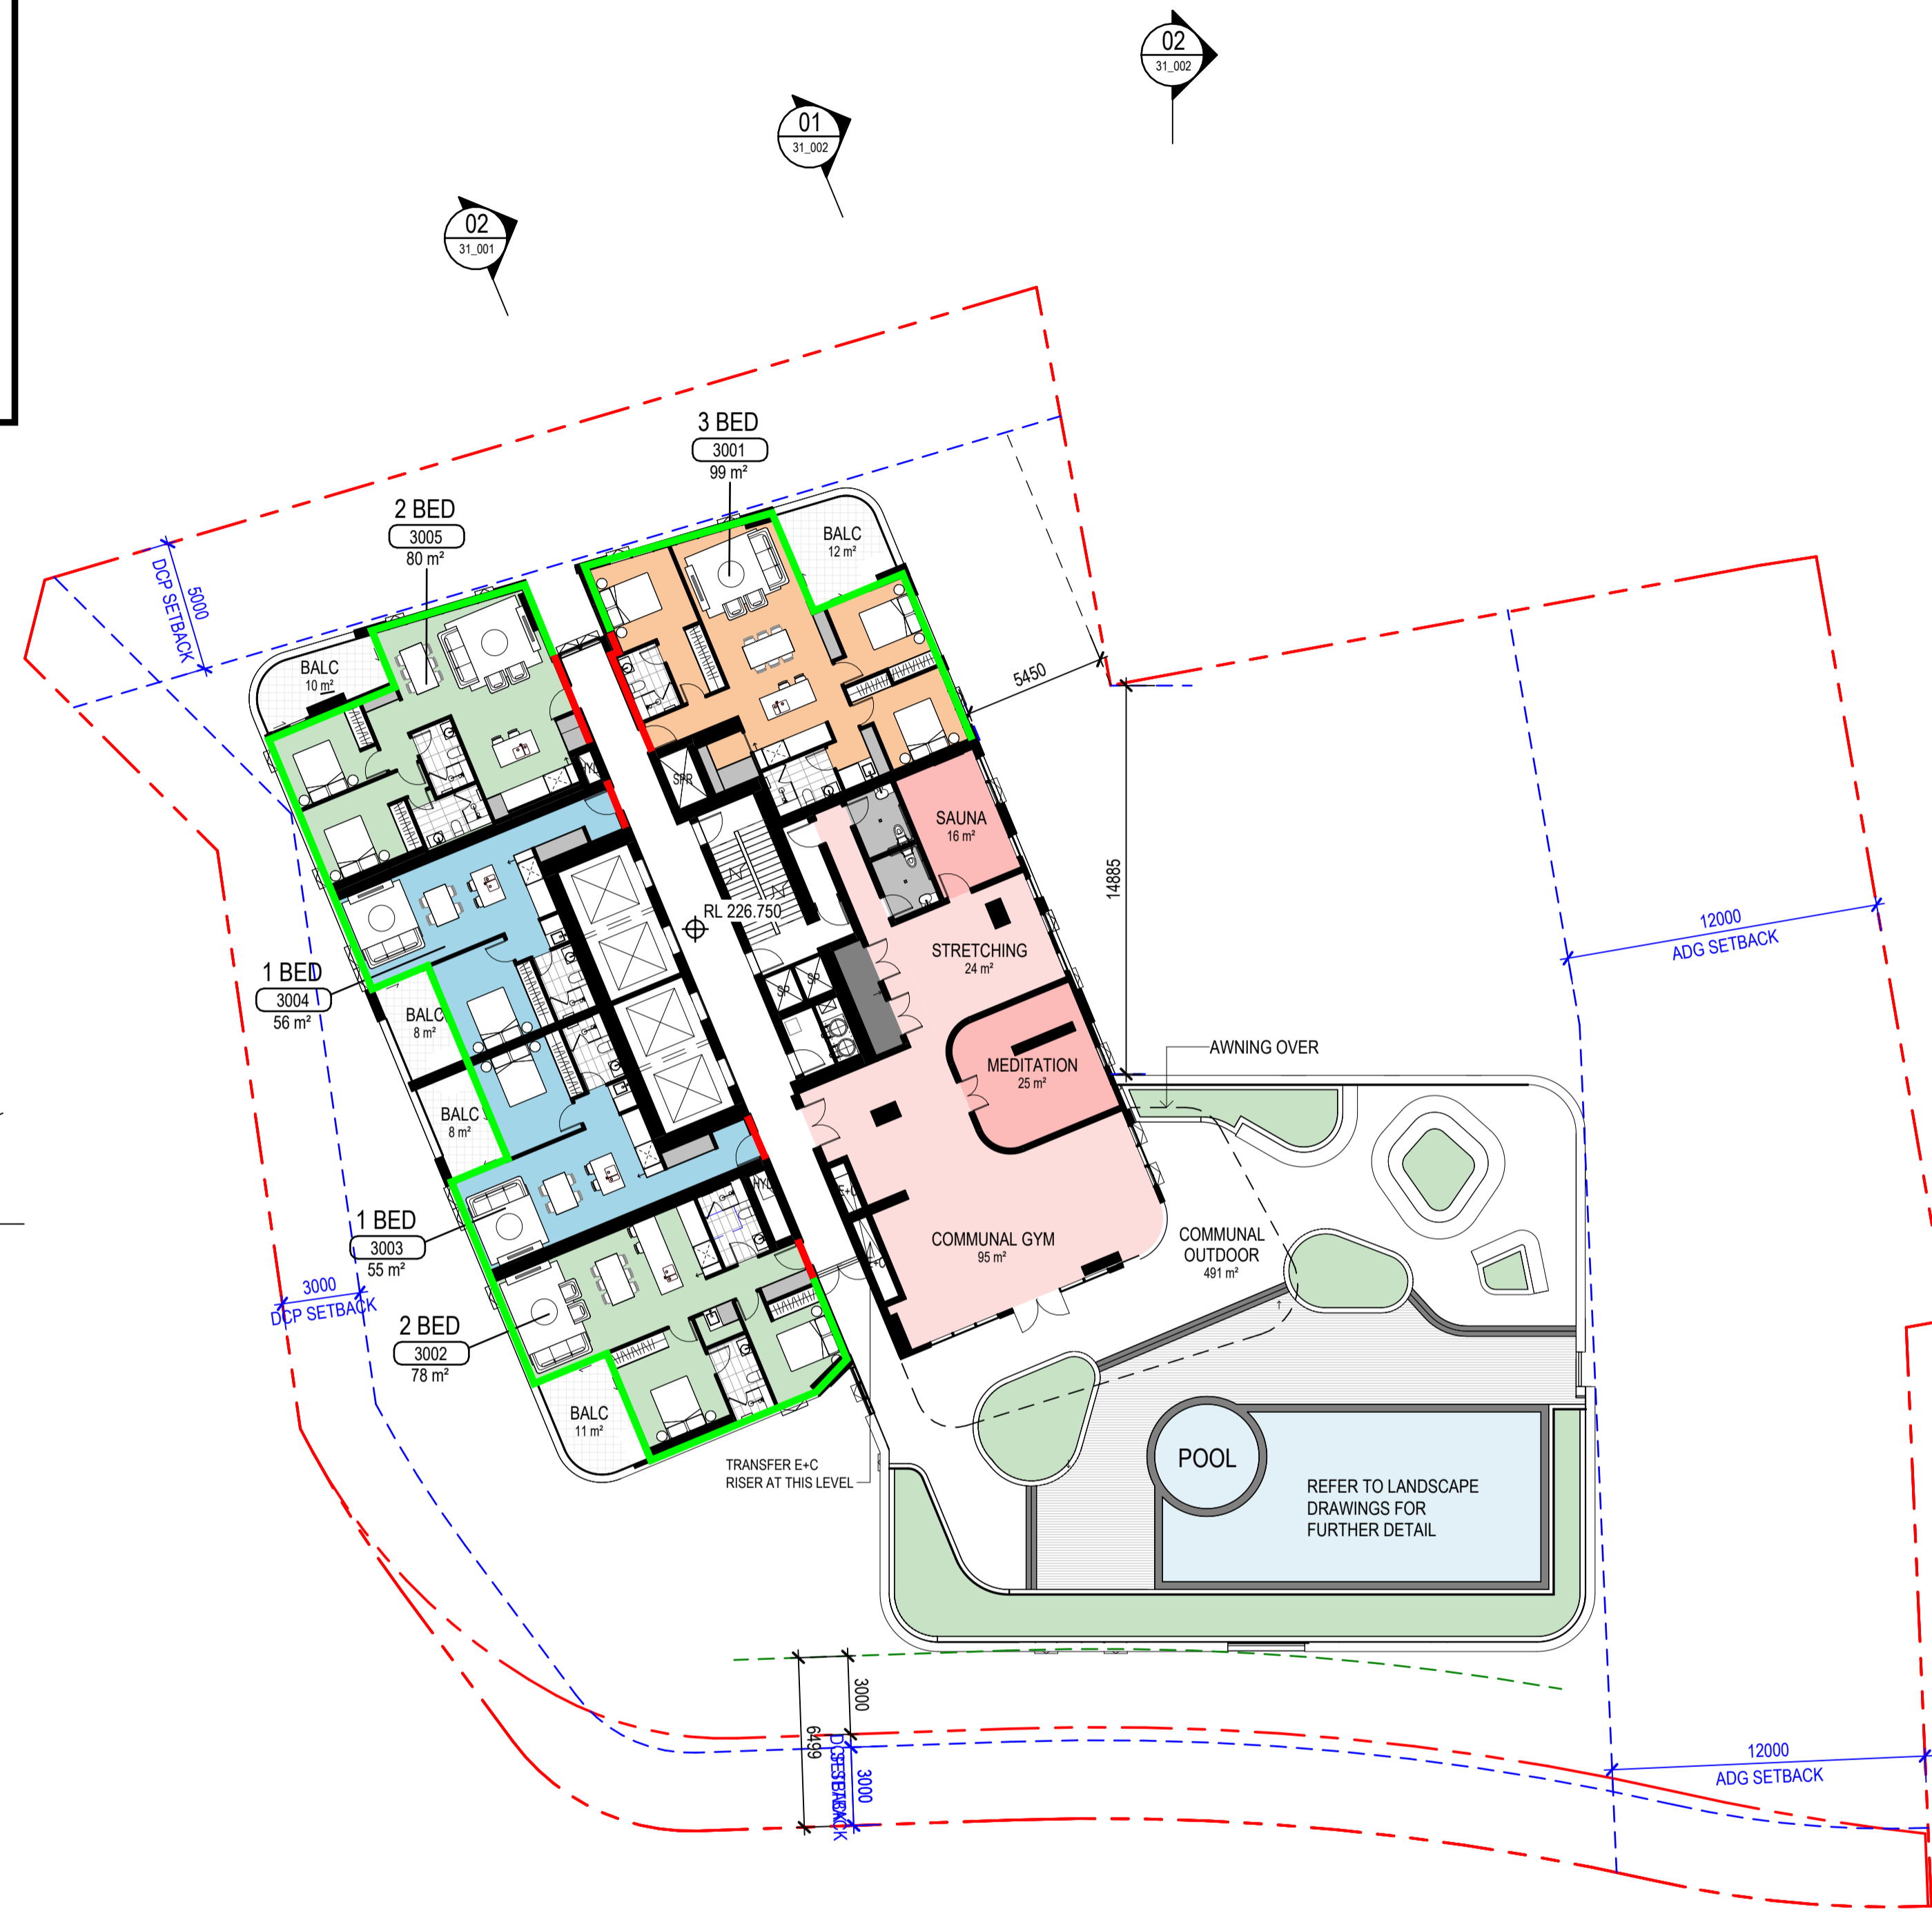 02
31_002
01
31_002
02
31_001
3 BED
3001
99 m²
2 BED
3005
80 m²
BALC
12 m²
5000
DCP SETBACK
BALC
10 m²
5450
HYD
SPR
SAUNA
16 m²
14885
RL 226.750
12000
ADG SETBACK
STRETCHING
24 m²
1 BED
3004
56 m²
SP
SP
BALC
8 m²
AWNING OVER
MEDITATION
25 m²
BALC
8 m²
HYD
E+C
1 BED
3003
55 m²
COMMUNAL GYM
95 m²
COMMUNAL
OUTDOOR
491 m²
E+C
3000
DCP SETBACK
2 BED
3002
78 m²
BALC
11 m²
TRANSFER E+C
RISER AT THIS LEVEL
POOL
REFER TO LANDSCAPE
DRAWINGS FOR
FURTHER DETAIL
3000
6499
3000
12000
ADG SETBACK